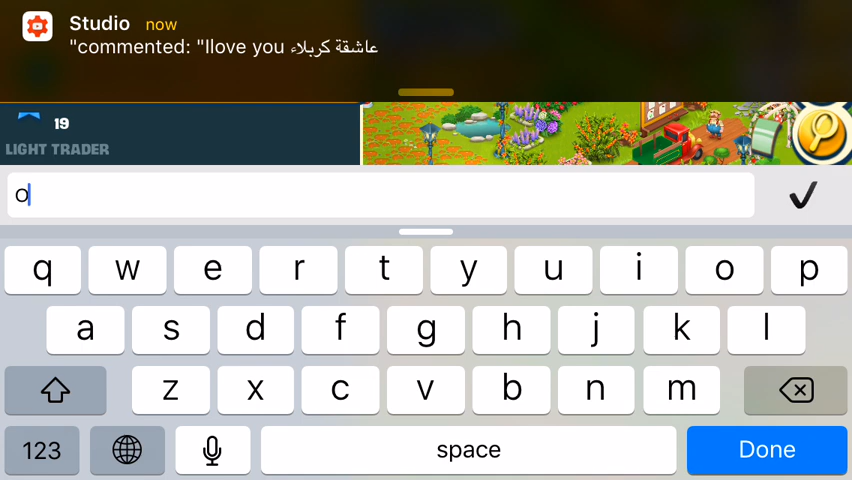 Studio now
"commented: "Ilove you عاشقة كربلاء
19
LIGHT TRADER
o
q w e r t y u i o p
a s d f g h j k l
z x c v b n m
123 space Done